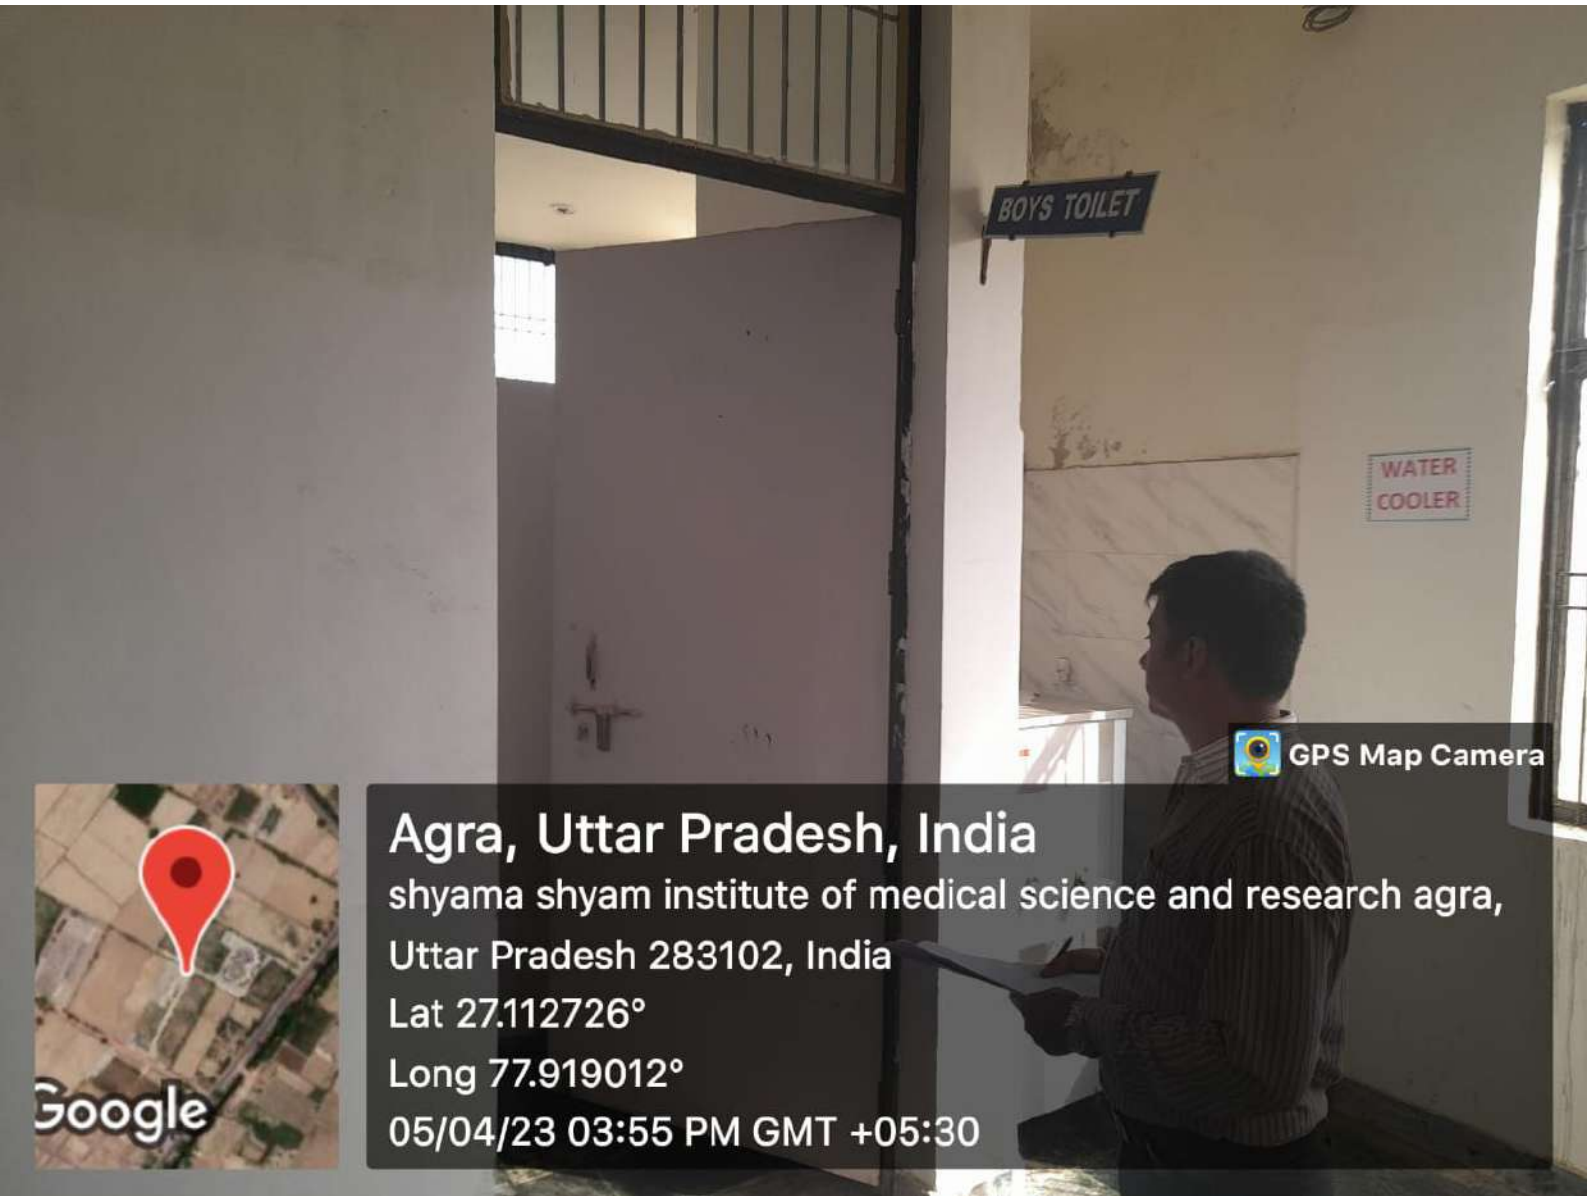 BOYS TOILET
WATER
COOLER
GPS Map Camera
Agra, Uttar Pradesh, India
shyama shyam institute of medical science and research agra,
Uttar Pradesh 283102, India
Lat 27.112726°
Long 77.919012°
05/04/23 03:55 PM GMT +05:30
Google